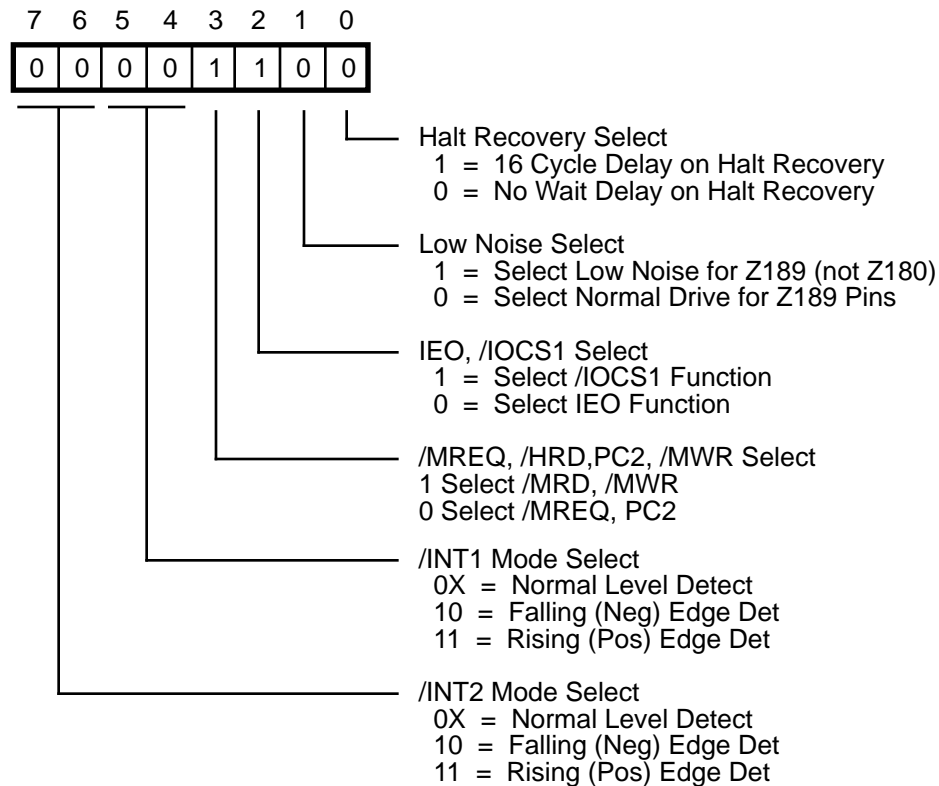 7 6 5 4 3 2 1 0
0 0 0 0 1 1 0 0
Halt Recovery Select
1 = 16 Cycle Delay on Halt Recovery
0 = No Wait Delay on Halt Recovery
Low Noise Select
1 = Select Low Noise for Z189 (not Z180)
0 = Select Normal Drive for Z189 Pins
IEO, /IOCS1 Select
1 = Select /IOCS1 Function
0 = Select IEO Function
/MREQ, /HRD,PC2, /MWR Select
1 Select /MRD, /MWR
0 Select /MREQ, PC2
/INT1 Mode Select
0X = Normal Level Detect
10 = Falling (Neg) Edge Det
11 = Rising (Pos) Edge Det
/INT2 Mode Select
0X = Normal Level Detect
10 = Falling (Neg) Edge Det
11 = Rising (Pos) Edge Det